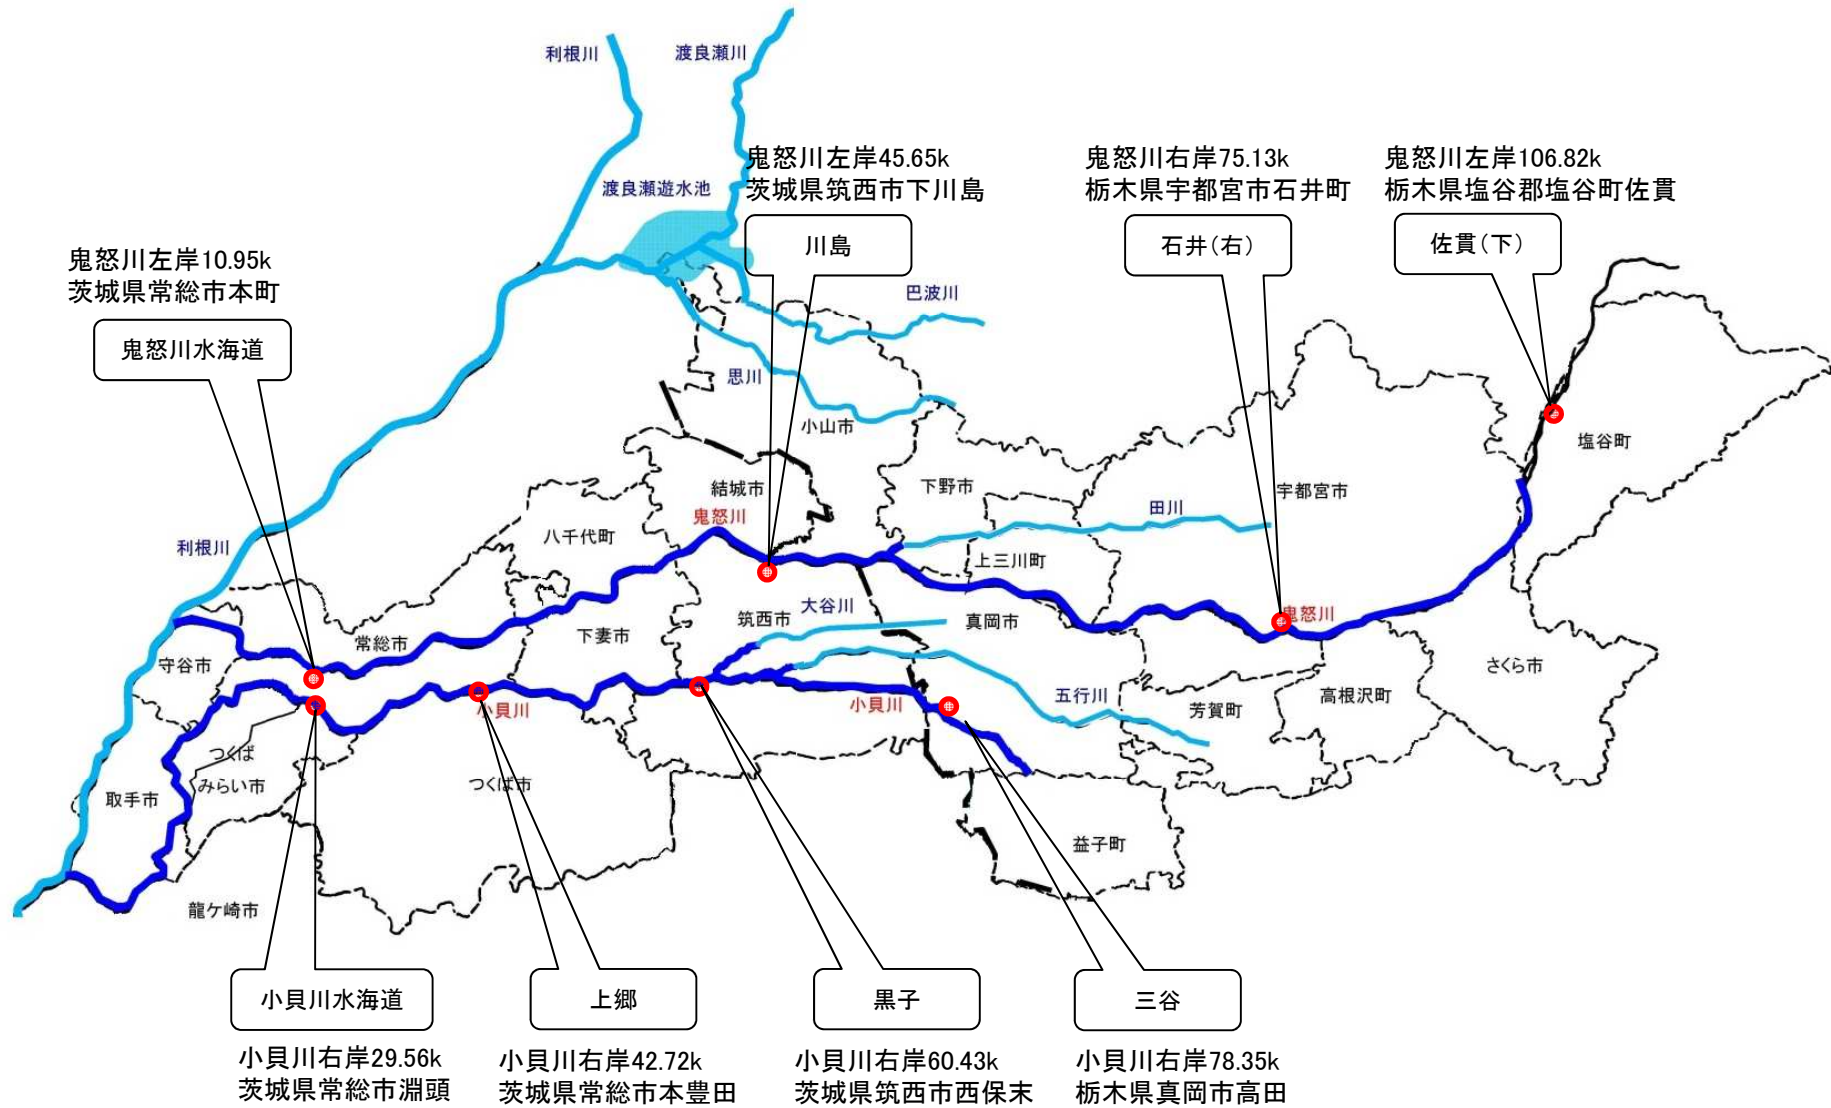 利根川
渡良瀬川
鬼怒川左岸45.65k
茨城県筑西市下川島
鬼怒川右岸75.13k
栃木県宇都宮市石井町
鬼怒川左岸106.82k
栃木県塩谷郡塩谷町佐貫
渡良瀬遊水池
川島
石井(右)
佐貫(下)
鬼怒川左岸10.95k
茨城県常総市本町
巴波川
鬼怒川水海道
思川
小山市
塩谷町
結城市
下野市
宇都宮市
田川
鬼怒川
八千代町
利根川
上三川町
大谷川
筑西市
真岡市
鬼怒川
常総市
下妻市
守谷市
さくら市
五行川
高根沢町
芳賀町
小貝川
小貝川
つくば
みらい市
つくば市
取手市
益子町
龍ケ崎市
小貝川水海道
上郷
黒子
三谷
小貝川右岸29.56k
茨城県常総市淵頭
小貝川右岸42.72k
茨城県常総市本豊田
小貝川右岸60.43k
茨城県筑西市西保末
小貝川右岸78.35k
栃木県真岡市高田